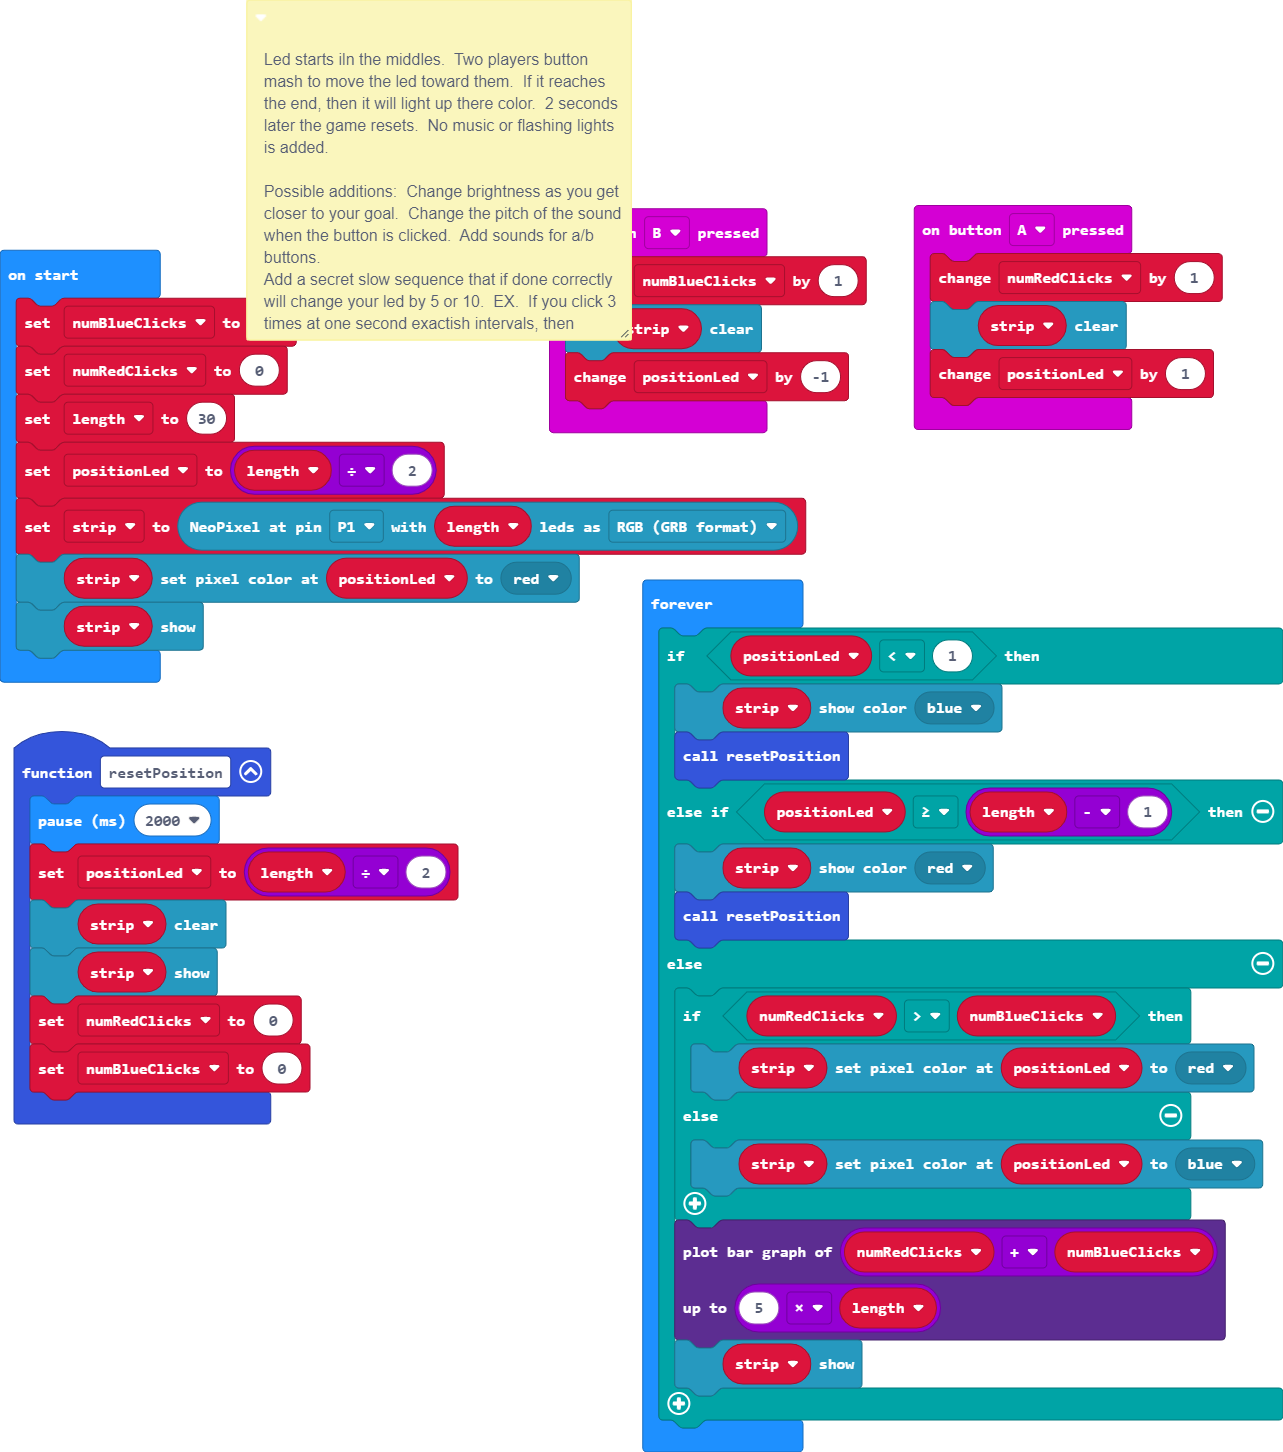 Led starts iIn the middles. Two players button
mash to move the led toward them. If it reaches
the end, then it will light up there color. 2 seconds
later the game resets. No music or flashing lights
is added.
Possible additions: Change brightness as you get
closer to your goal. Change the pitch of the sound
when the button is clicked. Add sounds for a/b
buttons.
Add a secret slow sequence that if done correctly
will change your led by 5 or 10. EX. If you click 3
times at one second exactish intervals, then
on start
set numBlueClicks to
set numRedClicks to 0
set length to 30
set positionLed to length ÷ 2
set strip to NeoPixel at pin P1 with length leds as RGB (GRB format)
strip set pixel color at positionLed to red
strip show
B pressed
numBlueClicks by 1
strip clear
change positionLed by -1
on button A pressed
change numRedClicks by 1
strip clear
change positionLed by 1
function resetPosition
pause (ms) 2000
set positionLed to length ÷ 2
strip clear
strip show
set numRedClicks to 0
set numBlueClicks to 0
forever
if positionLed < 1 then
strip show color blue
call resetPosition
else if positionLed ≥ length - 1 then
strip show color red
call resetPosition
else
if numRedClicks > numBlueClicks then
strip set pixel color at positionLed to red
else
strip set pixel color at positionLed to blue
plot bar graph of numRedClicks + numBlueClicks
up to 5 × length
strip show